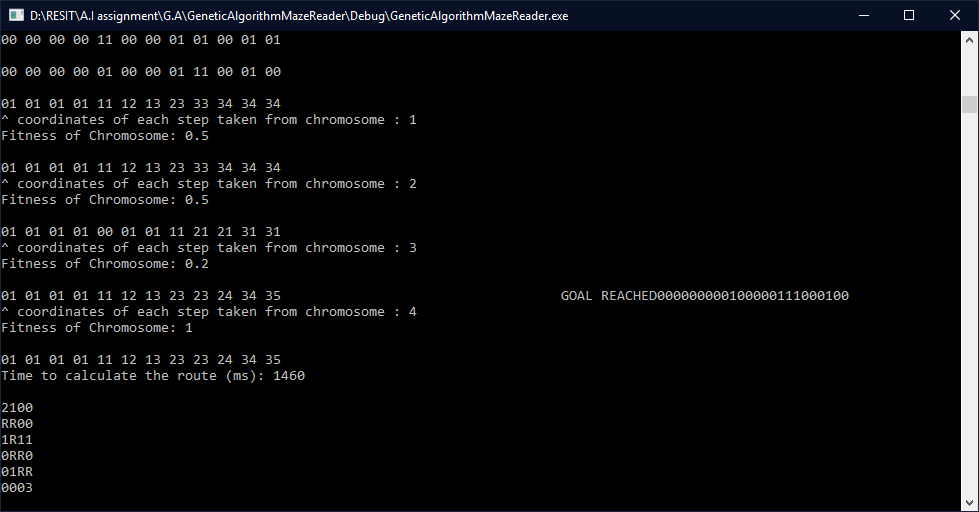 D:\RESIT\A.I assignment\G.A\GeneticAlgorithmMazeReader\Debug\GeneticAlgorithmMazeReader.exe
00 00 00 00 11 00 00 01 01 00 01 01
00 00 00 00 01 00 00 01 11 00 01 00
01 01 01 01 11 12 13 23 33 34 34 34
^ coordinates of each step taken from chromosome : 1
Fitness of Chromosome: 0.5
01 01 01 01 11 12 13 23 33 34 34 34
^ coordinates of each step taken from chromosome : 2
Fitness of Chromosome: 0.5
01 01 01 01 00 01 01 11 21 21 31 31
^ coordinates of each step taken from chromosome : 3
Fitness of Chromosome: 0.2
01 01 01 01 11 12 13 23 23 24 34 35 GOAL REACHED000000000100000111000100
^ coordinates of each step taken from chromosome : 4
Fitness of Chromosome: 1
01 01 01 01 11 12 13 23 23 24 34 35
Time to calculate the route (ms): 1460
2100
RR00
1R11
0RR0
01RR
0003